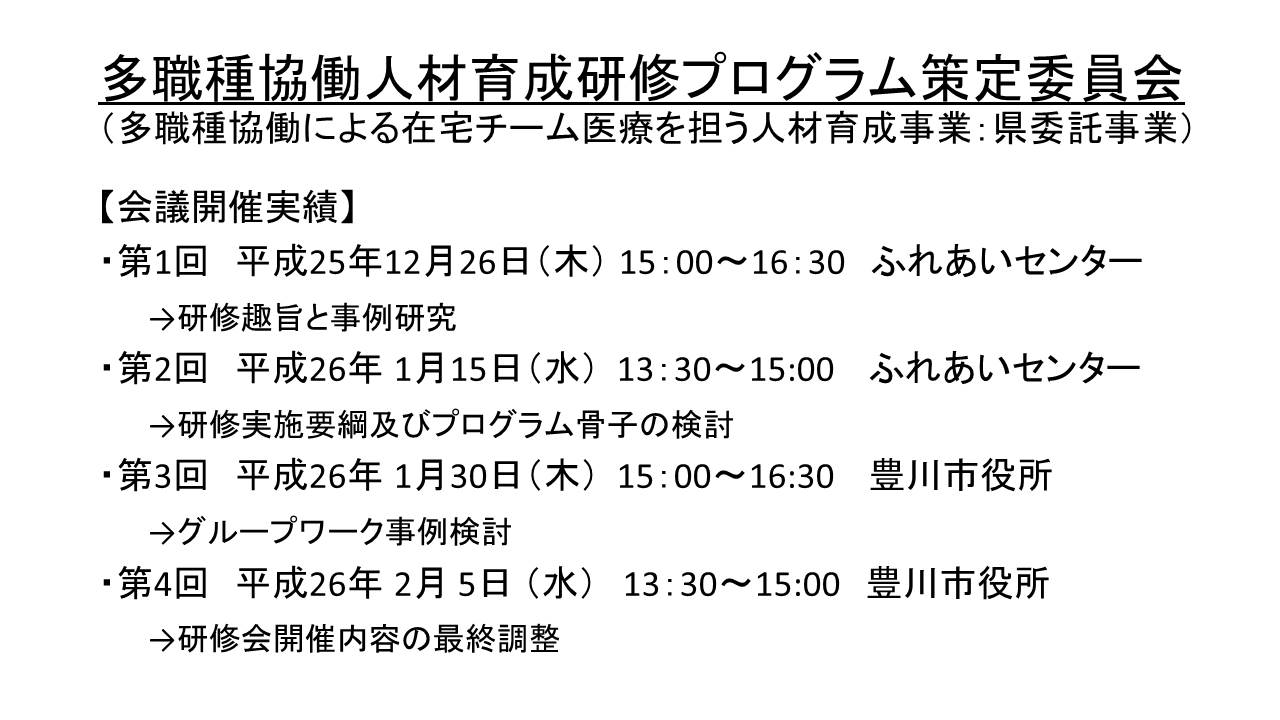 多職種協働人材育成研修プログラム策定委員会
（多職種協働による在宅チーム医療を担う人材育成事業：県委託事業）
【会議開催実績】
・第1回　平成25年12月26日（木）15：00～16：30　ふれあいセンター
→研修趣旨と事例研究
・第2回　平成26年 1月15日（水）13：30～15:00　ふれあいセンター
→研修実施要綱及びプログラム骨子の検討
・第3回　平成26年 1月30日（木）15：00～16:30　豊川市役所
→グループワーク事例検討
・第4回　平成26年 2月 5日（水）　13：30～15:00　豊川市役所
→研修会開催内容の最終調整